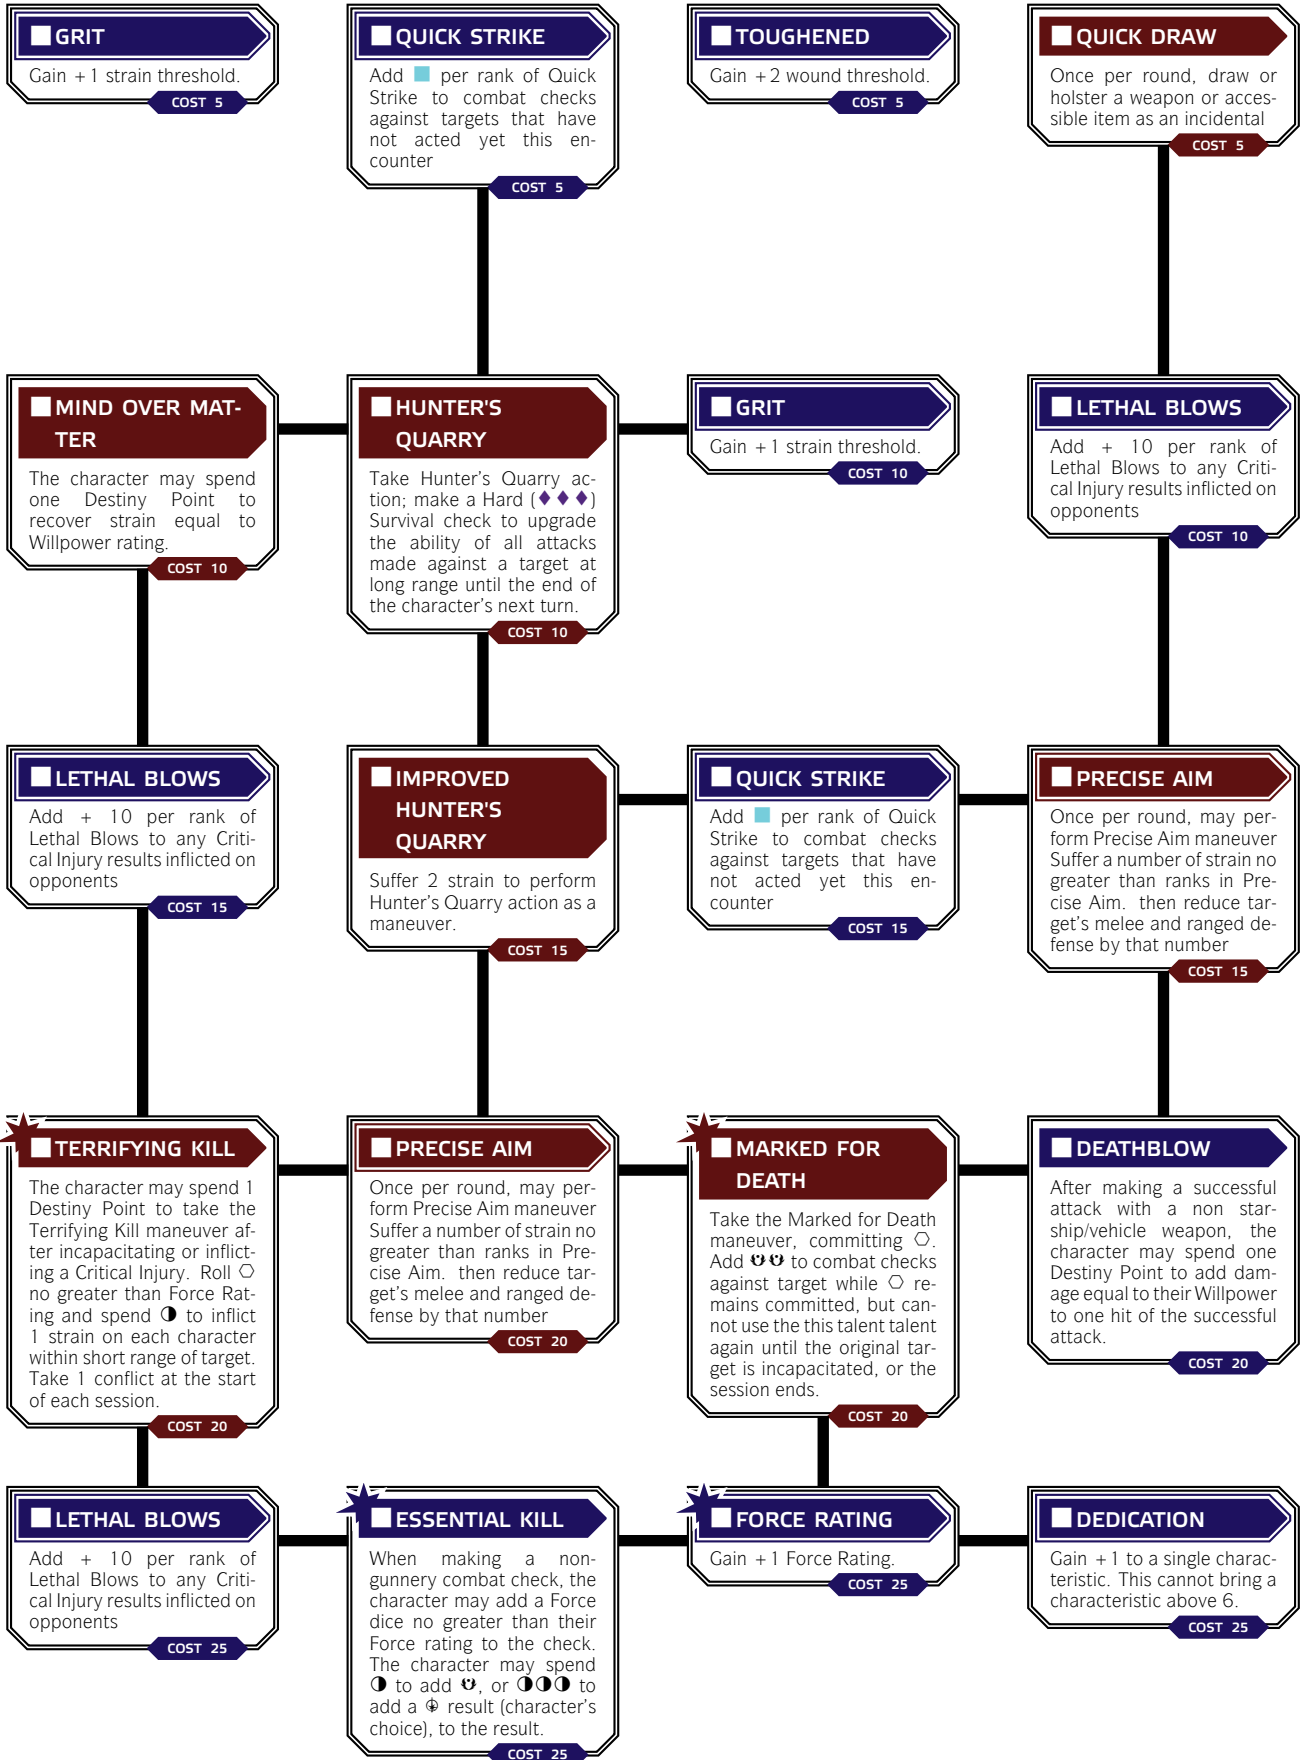 GRIT
Gain +1 strain threshold.
COST 5
QUICK STRIKE
Add per rank of Quick
Strike to combat checks
against targets that have
not acted yet this en-
counter
COST 5
TOUGHENED
Gain +2 wound threshold.
COST 5
QUICK DRAW
Once per round, draw or
holster a weapon or acces-
sible item as an incidental
COST 5
MIND OVER MAT-
TER
The character may spend
one Destiny Point to
recover strain equal to
Willpower rating.
COST 10
HUNTER'S
QUARRY
Take Hunter's Quarry ac-
tion; make a Hard (♦♦♦)
Survival check to upgrade
the ability of all attacks
made against a target at
long range until the end of
the character's next turn.
COST 10
GRIT
Gain +1 strain threshold.
COST 10
LETHAL BLOWS
Add + 10 per rank of
Lethal Blows to any Criti-
cal Injury results inflicted on
opponents
COST 10
LETHAL BLOWS
Add + 10 per rank of
Lethal Blows to any Criti-
cal Injury results inflicted on
opponents
COST 15
IMPROVED
HUNTER'S
QUARRY
Suffer 2 strain to perform
Hunter's Quarry action as a
maneuver.
COST 15
QUICK STRIKE
Add per rank of Quick
Strike to combat checks
against targets that have
not acted yet this en-
counter
COST 15
PRECISE AIM
Once per round, may per-
form Precise Aim maneuver
Suffer a number of strain no
greater than ranks in Pre-
cise Aim. then reduce tar-
get's melee and ranged de-
fense by that number
COST 15
TERRIFYING KILL
The character may spend 1
Destiny Point to take the
Terrifying Kill maneuver af-
ter incapacitating or inflict-
ing a Critical Injury. Roll
no greater than Force Rat-
ing and spend to inflict
1 strain on each character
within short range of target.
Take 1 conflict at the start
of each session.
COST 20
PRECISE AIM
Once per round, may per-
form Precise Aim maneuver
Suffer a number of strain no
greater than ranks in Pre-
cise Aim. then reduce tar-
get's melee and ranged de-
fense by that number
COST 20
MARKED FOR
DEATH
Take the Marked for Death
maneuver, committing .
Add to combat checks
against target while re-
mains committed, but can-
not use the this talent talent
again until the original tar-
get is incapacitated, or the
session ends.
COST 20
DEATHBLOW
After making a successful
attack with a non star-
ship/vehicle weapon, the
character may spend one
Destiny Point to add dam-
age equal to their Willpower
to one hit of the successful
attack.
COST 20
LETHAL BLOWS
Add + 10 per rank of
Lethal Blows to any Criti-
cal Injury results inflicted on
opponents
COST 25
ESSENTIAL KILL
When making a non-
gunnery combat check, the
character may add a Force
dice no greater than their
Force rating to the check.
The character may spend
to add , or to
add a result (character's
choice), to the result.
COST 25
FORCE RATING
Gain +1 Force Rating.
COST 25
DEDICATION
Gain +1 to a single charac-
teristic. This cannot bring a
characteristic above 6.
COST 25